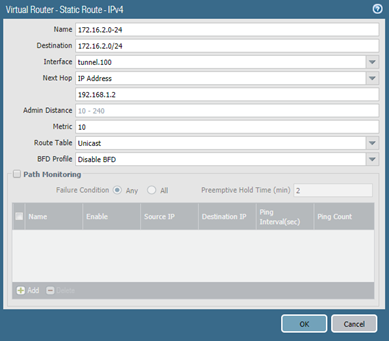 Virtual Router - Static Route - IPv4
Name 172.16.2.0-24
Destination 172.16.2.0/24
Interface tunnel.100
Next Hop IP Address
192.168.1.2
Admin Distance 10 - 240
Metric 10
Route Table Unicast
BFD Profile Disable BFD
Path Monitoring
Failure Condition Any All Preemptive Hold Time (min) 2
Name Enable Source IP Destination IP Ping Interval(sec) Ping Count
Add Delete
OK Cancel